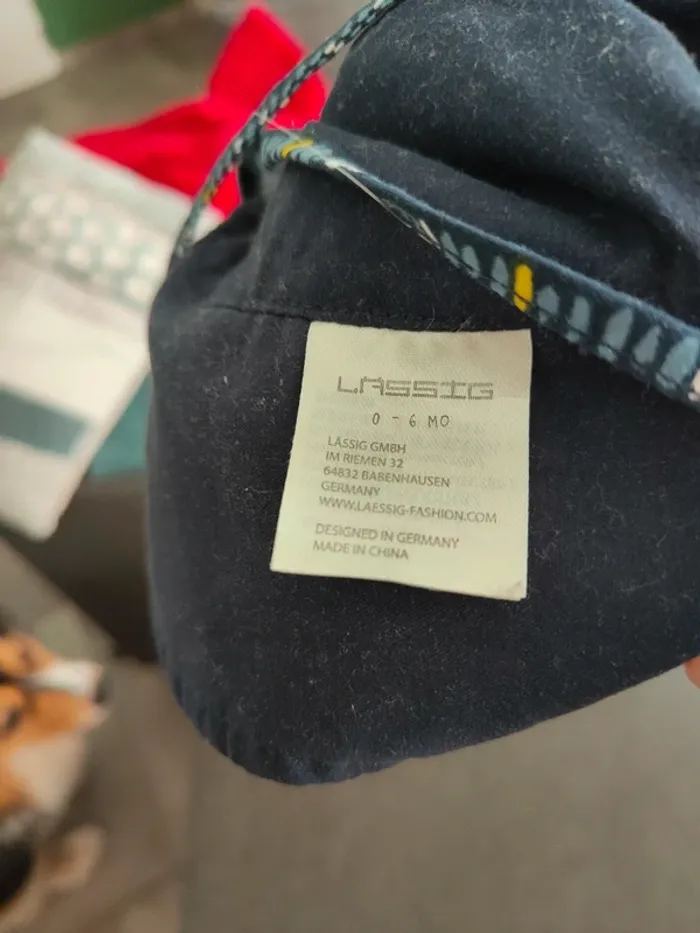 LÄSSIG
0 - 6 MO
LÄSSIG GMBH
IM RIEMEN 32
64832 BABENHAUSEN
GERMANY
WWW.LAESSIG-FASHION.COM
DESIGNED IN GERMANY
MADE IN CHINA